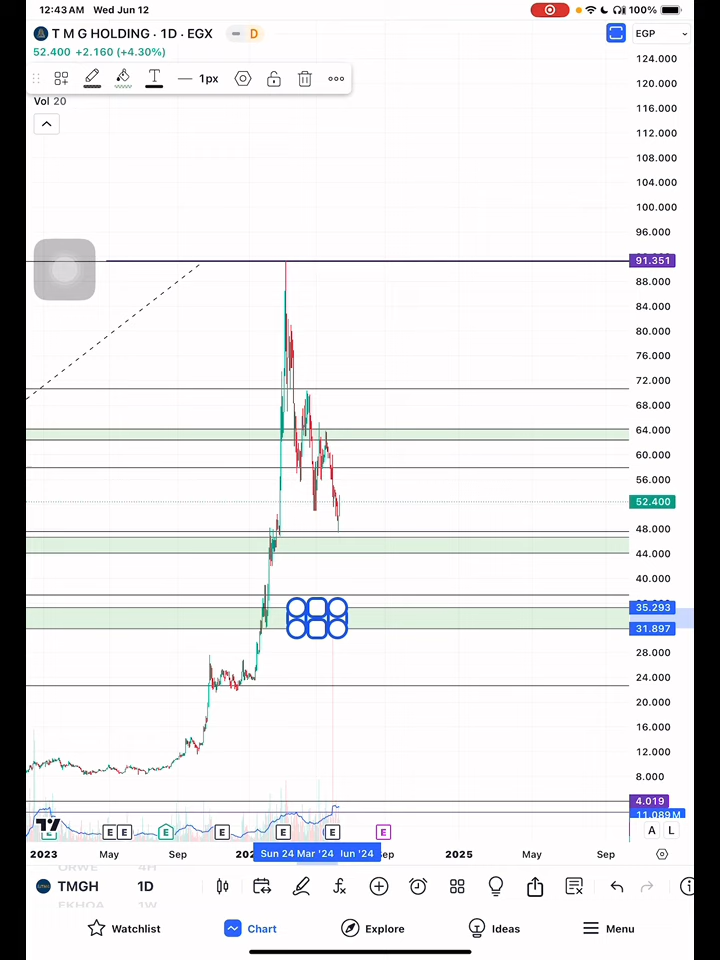 12:43 AM Wed Jun 12
100%
T M G HOLDING · 1D · EGX
D
EGP
52.400 +2.160 (+4.30%)
T
1px
Vol 20
124.000
120.000
116.000
112.000
108.000
104.000
100.000
96.000
91.351
88.000
84.000
80.000
76.000
72.000
68.000
64.000
60.000
56.000
52.400
48.000
44.000
40.000
35.293
31.897
28.000
24.000
20.000
16.000
12.000
8.000
4.019
11.089M
E E E E E E E
A L
2023 May Sep Sun 24 Mar '24 Jun '24 Sep 2025 May Sep
ORWE 4H
TMGH 1D
EKHOA 1W
Watchlist Chart Explore Ideas Menu